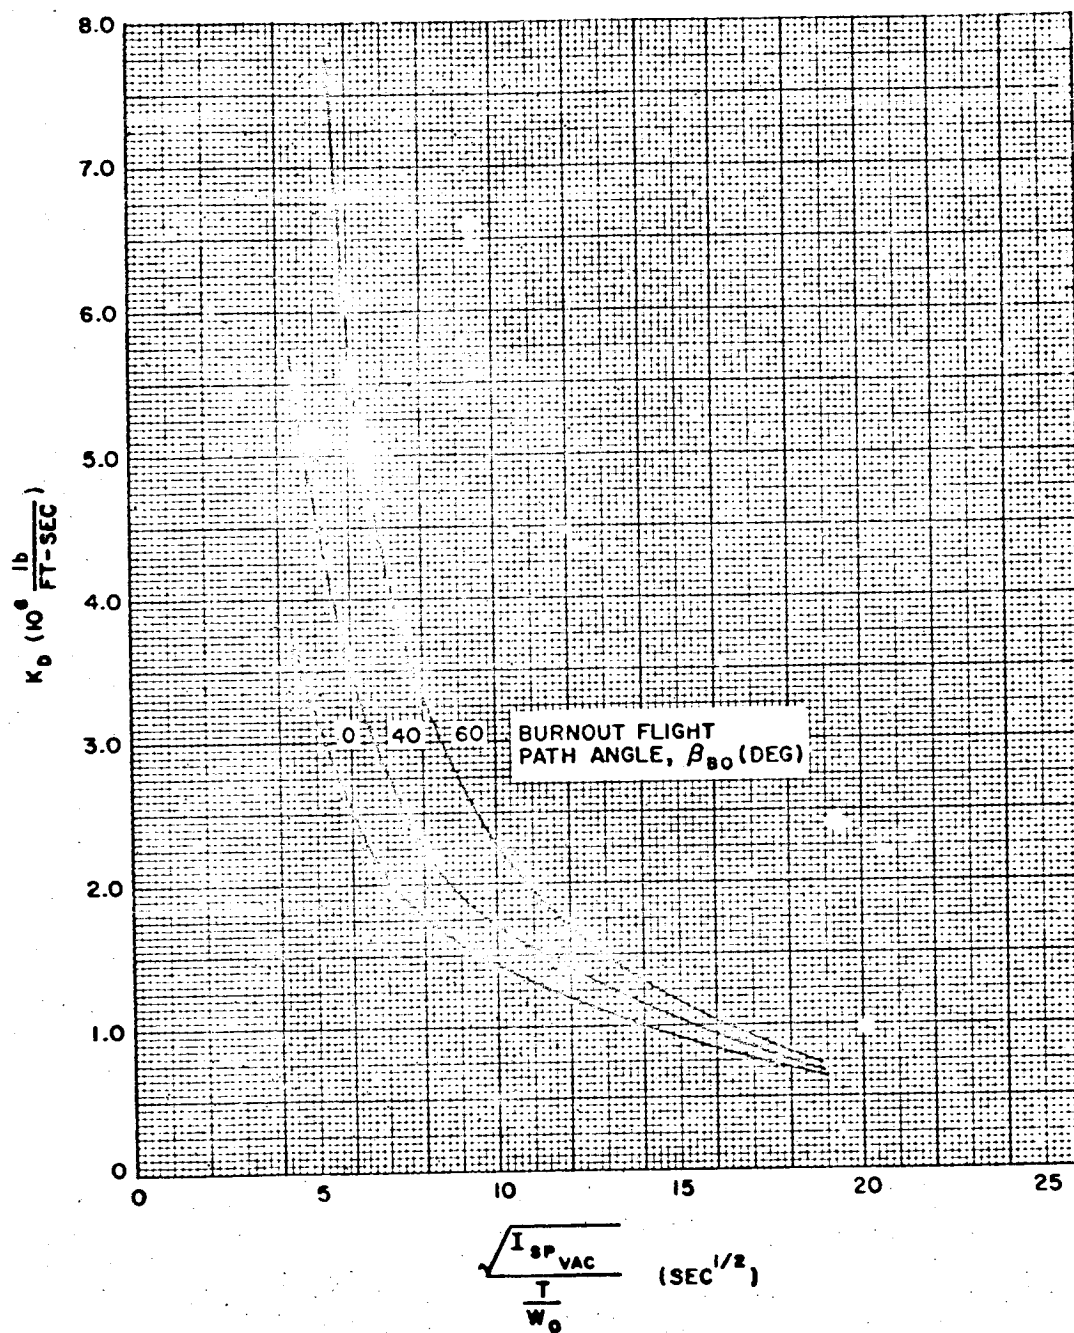 8.0
7.0
6.0
5.0
4.0
3.0
2.0
1.0
0
K_D (10^6 lb/FT-SEC)
0 40 60 BURNOUT FLIGHT
PATH ANGLE, β_BO (DEG)
0 5 10 15 20 25
√I_SP_VAC (SEC^1/2)
T
W_0